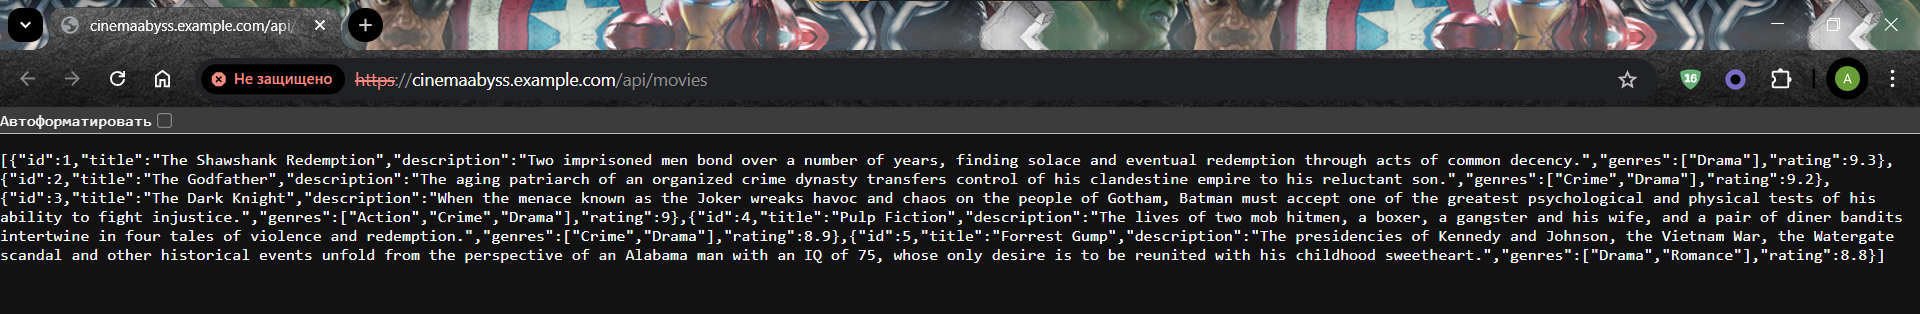 cinemaabyss.example.com/api/
Не защищено https://cinemaabyss.example.com/api/movies 16 A
Автоформатировать
[{"id":1,"title":"The Shawshank Redemption","description":"Two imprisoned men bond over a number of years, finding solace and eventual redemption through acts of common decency.","genres":["Drama"],"rating":9.3},
{"id":2,"title":"The Godfather","description":"The aging patriarch of an organized crime dynasty transfers control of his clandestine empire to his reluctant son.","genres":["Crime","Drama"],"rating":9.2},
{"id":3,"title":"The Dark Knight","description":"When the menace known as the Joker wreaks havoc and chaos on the people of Gotham, Batman must accept one of the greatest psychological and physical tests of his
ability to fight injustice.","genres":["Action","Crime","Drama"],"rating":9},{"id":4,"title":"Pulp Fiction","description":"The lives of two mob hitmen, a boxer, a gangster and his wife, and a pair of diner bandits
intertwine in four tales of violence and redemption.","genres":["Crime","Drama"],"rating":8.9},{"id":5,"title":"Forrest Gump","description":"The presidencies of Kennedy and Johnson, the Vietnam War, the Watergate
scandal and other historical events unfold from the perspective of an Alabama man with an IQ of 75, whose only desire is to be reunited with his childhood sweetheart.","genres":["Drama","Romance"],"rating":8.8}]